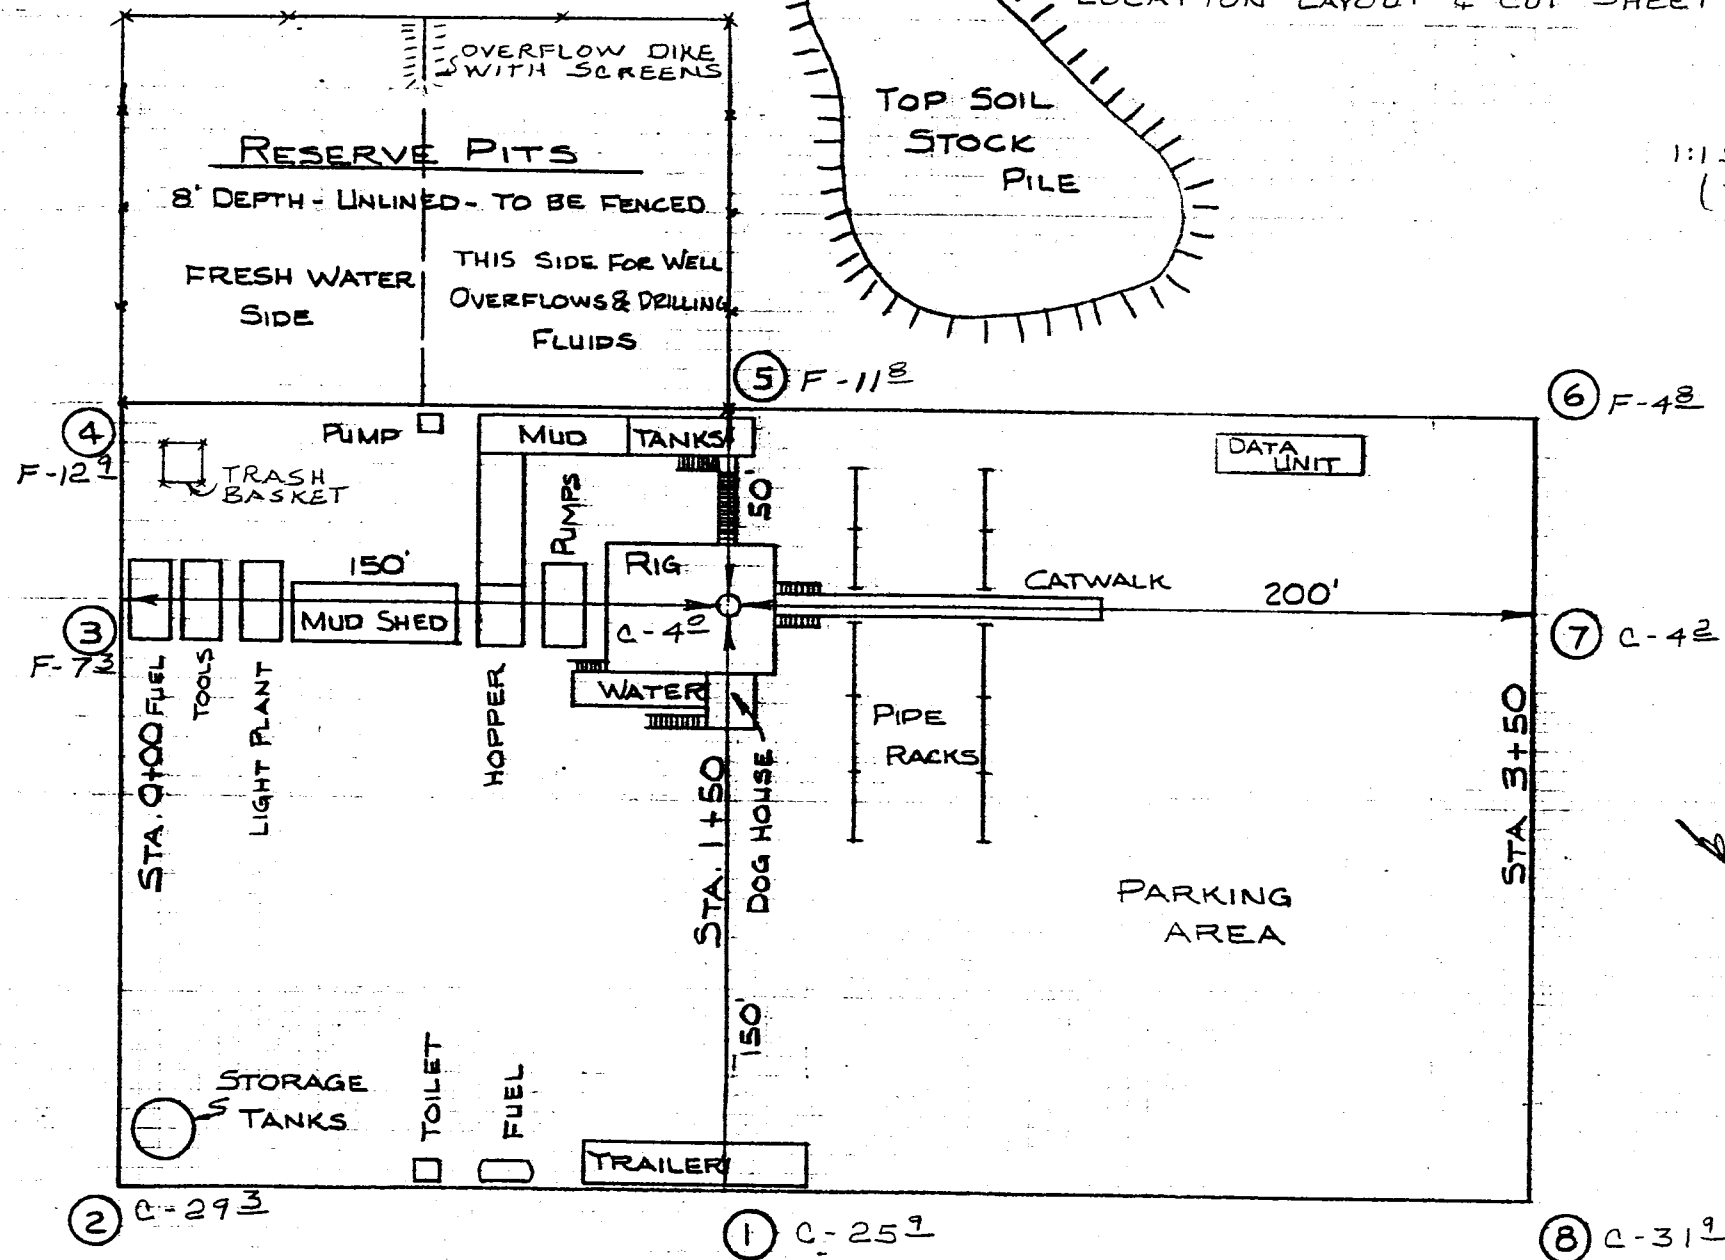 LOCATION LAYOUT & CUT SHEET
OVERFLOW DIKE
WITH SCREENS
TOP SOIL
STOCK
PILE
RESERVE PITS
8' DEPTH - UNLINED - TO BE FENCED
FRESH WATER
SIDE
THIS SIDE FOR WELL
OVERFLOWS & DRILLING
FLUIDS
5 F-11 8
6 F-4 8
4
F-12 9
PUMP
MUD TANKS
DATA
UNIT
TRASH
BASKET
PUMPS
50'
150'
RIG
CATWALK
200'
3
F-7 3
MUD SHED
C-4 0
7 C-4 2
FUEL
TOOLS
LIGHT PLANT
HOPPER
WATER
PIPE
RACKS
STA. 0+00
STA. 1+50
DOG HOUSE
STA 3+50
PARKING
AREA
150'
STORAGE
TANKS
TOILET
FUEL
TRAILER
2 C-29 3
1 C-25 9
8 C-31 9